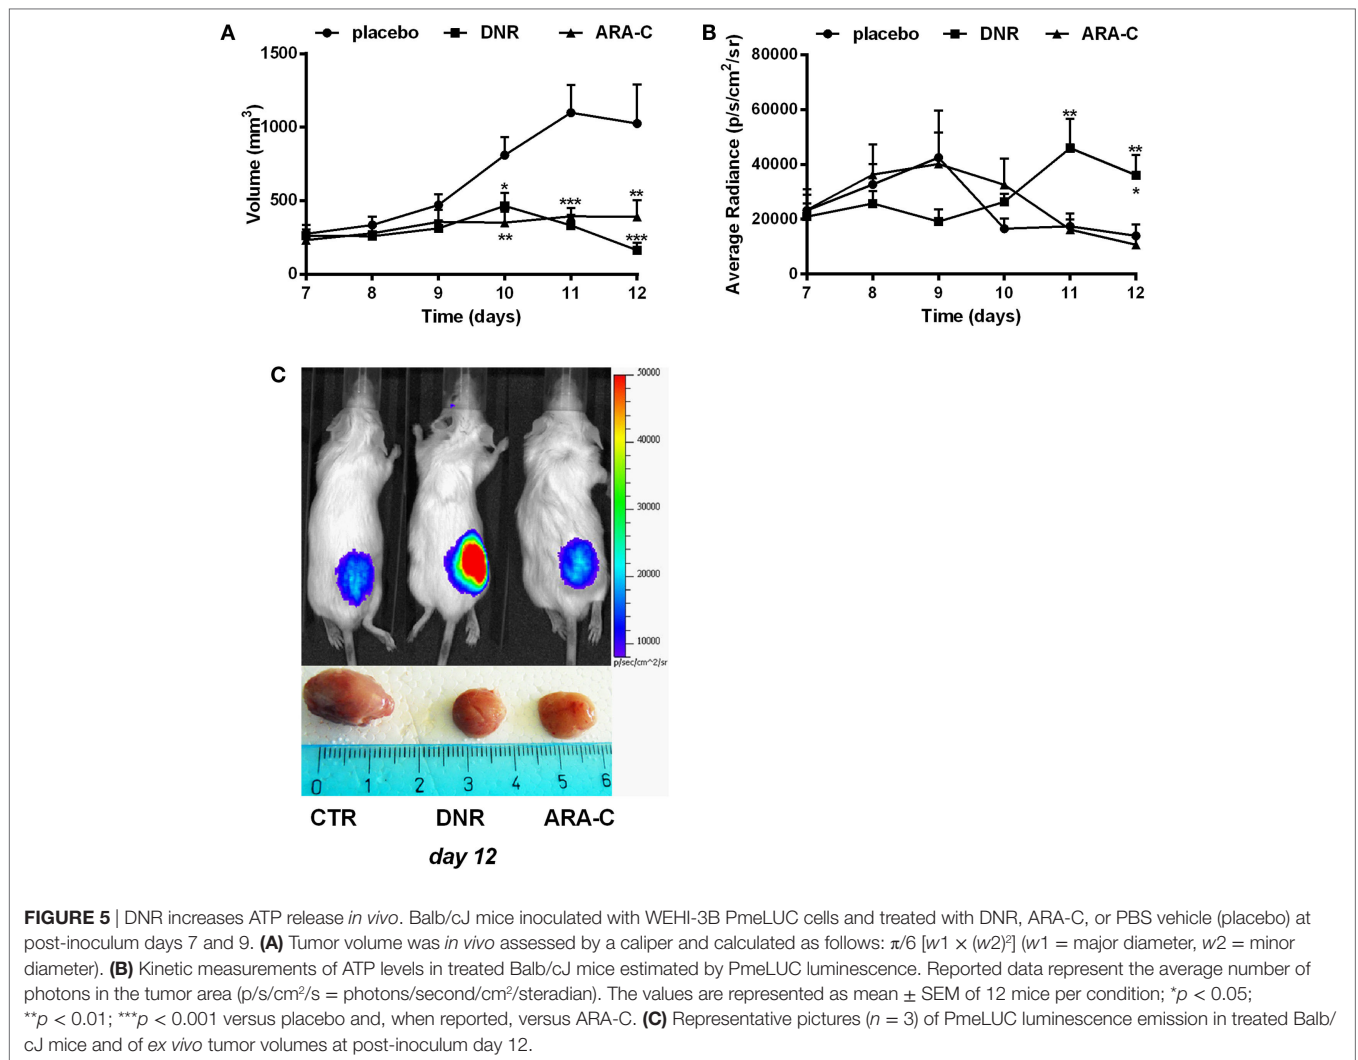 A
placebo DNR ARA-C
1500
1000
500
0
Volume (mm³)
* *** **
** ***
7 8 9 10 11 12
Time (days)
B
placebo DNR ARA-C
80000
60000
40000
20000
0
Average Radiance (p/s/cm²/sr)
** **
*
7 8 9 10 11 12
Time (days)
C
50000
40000
30000
20000
10000
p/sec/cm^2/sr
0 1 2 3 4 5 6
CTR DNR ARA-C
day 12
FIGURE 5 | DNR increases ATP release in vivo. Balb/cJ mice inoculated with WEHI-3B PmeLUC cells and treated with DNR, ARA-C, or PBS vehicle (placebo) at
post-inoculum days 7 and 9. (A) Tumor volume was in vivo assessed by a caliper and calculated as follows: π/6 [w1 × (w2)²] (w1 = major diameter, w2 = minor
diameter). (B) Kinetic measurements of ATP levels in treated Balb/cJ mice estimated by PmeLUC luminescence. Reported data represent the average number of
photons in the tumor area (p/s/cm²/s = photons/second/cm²/steradian). The values are represented as mean ± SEM of 12 mice per condition; *p < 0.05;
**p < 0.01; ***p < 0.001 versus placebo and, when reported, versus ARA-C. (C) Representative pictures (n = 3) of PmeLUC luminescence emission in treated Balb/
cJ mice and of ex vivo tumor volumes at post-inoculum day 12.